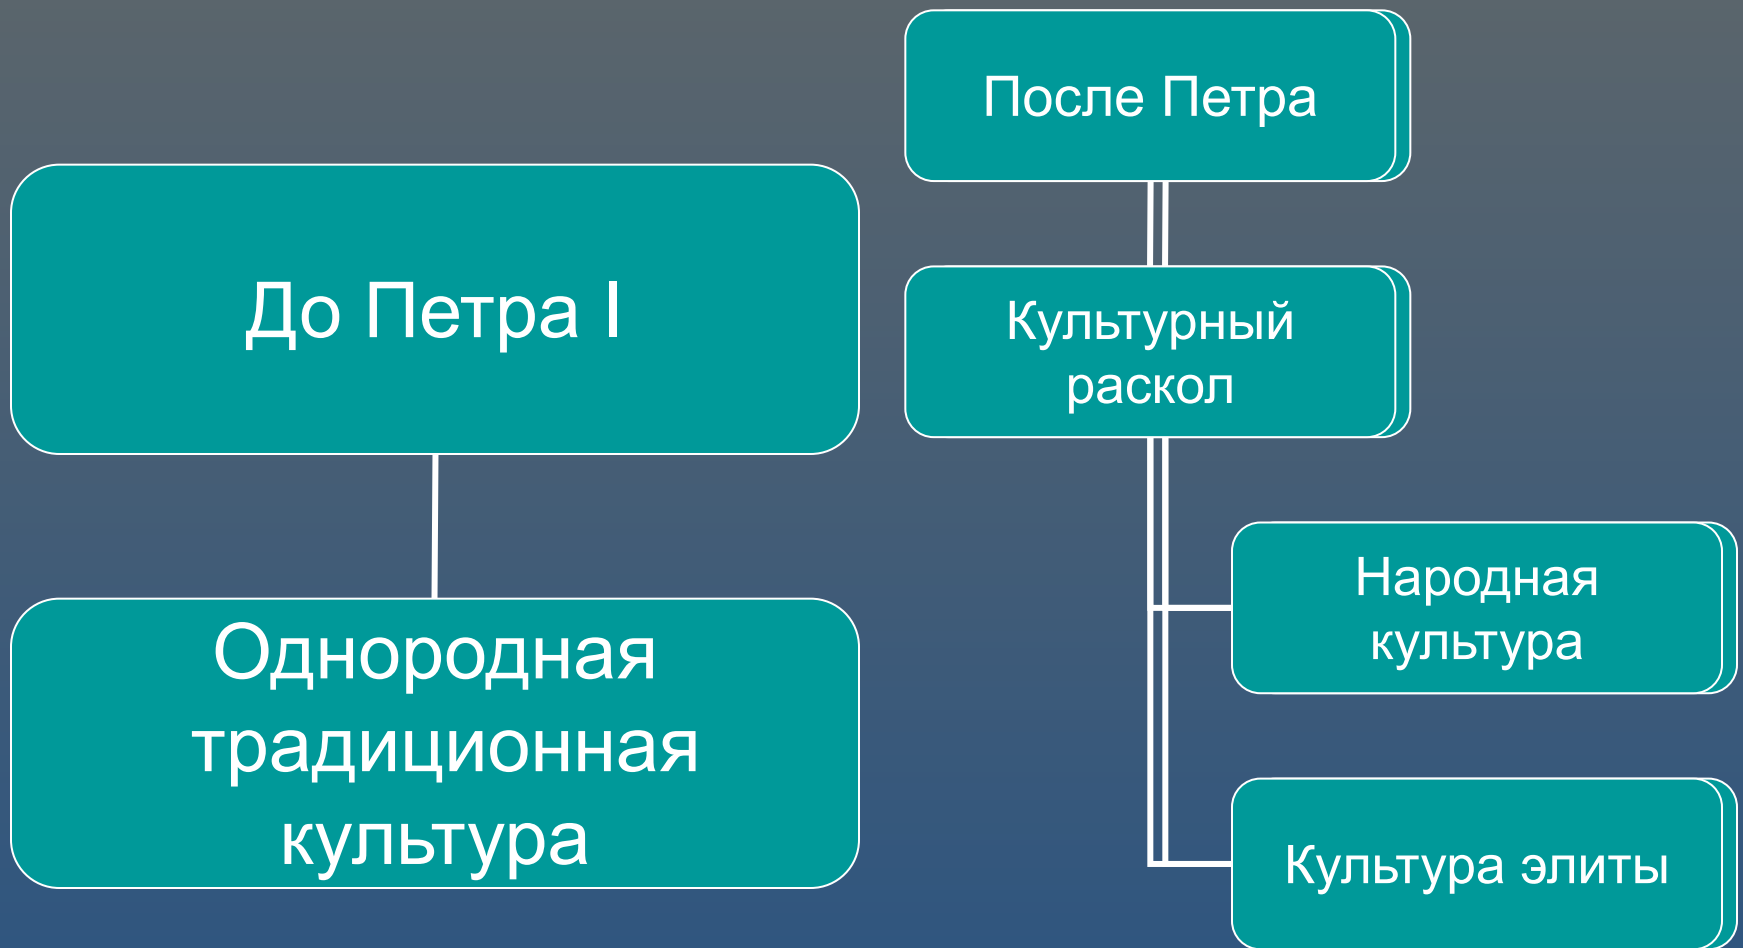 До Петра I
Однородная
традиционная
культура
После Петра
Культурный
раскол
Народная
культура
Культура элиты